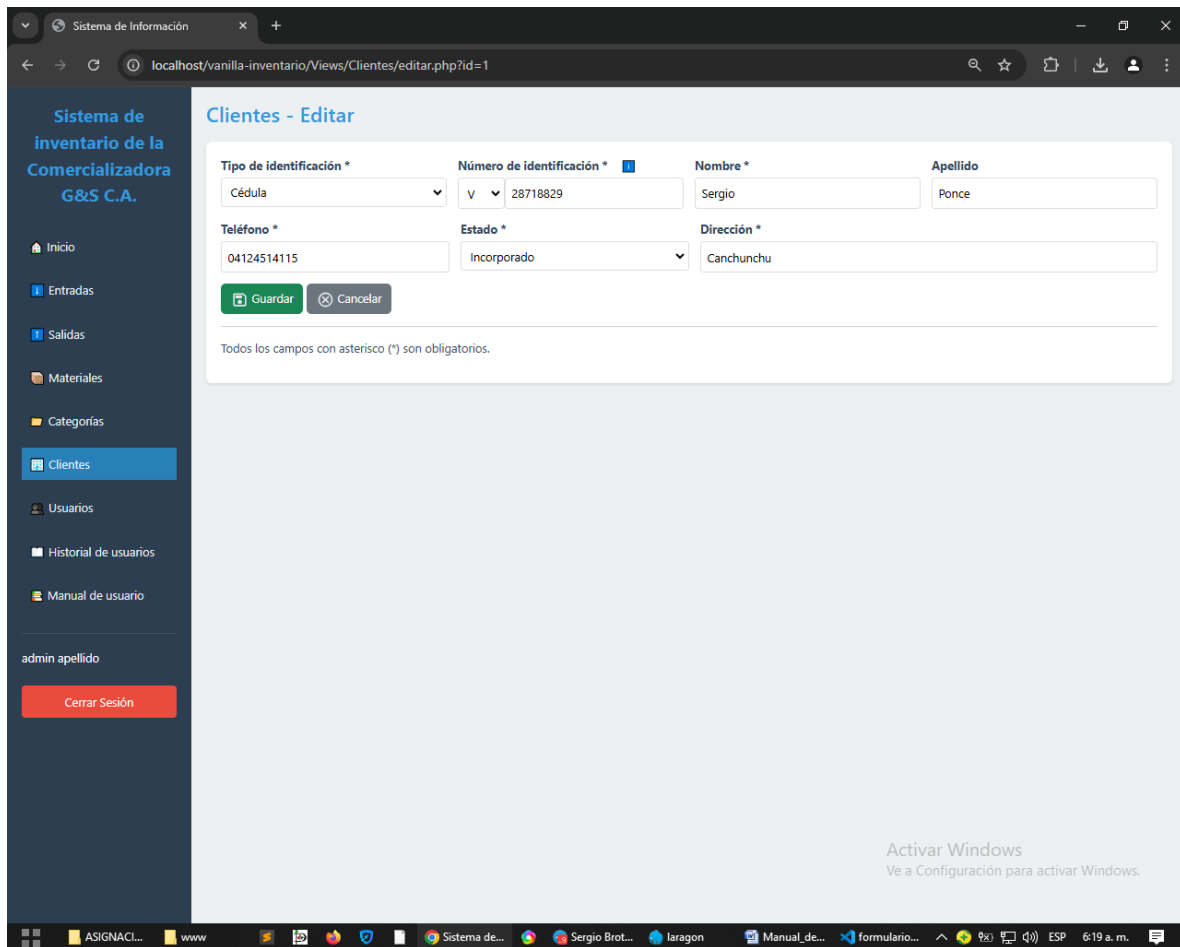 Sistema de Información
localhost/vanilla-inventario/Views/Clientes/editar.php?id=1
Sistema de
inventario de la
Comercializadora
G&S C.A.
Inicio
Entradas
Salidas
Materiales
Categorías
Clientes
Usuarios
Historial de usuarios
Manual de usuario
admin apellido
Cerrar Sesión
Clientes - Editar
Tipo de identificación * Número de identificación * Nombre * Apellido
Cédula V 28718829 Sergio Ponce
Teléfono * Estado * Dirección *
04124514115 Incorporado Canchunchu
Guardar Cancelar
Todos los campos con asterisco (*) son obligatorios.
Activar Windows
Ve a Configuración para activar Windows.
ASIGNACI... www Sistema de... Sergio Brot... laragon Manual_de... formulario... ESP 6:19 a. m.